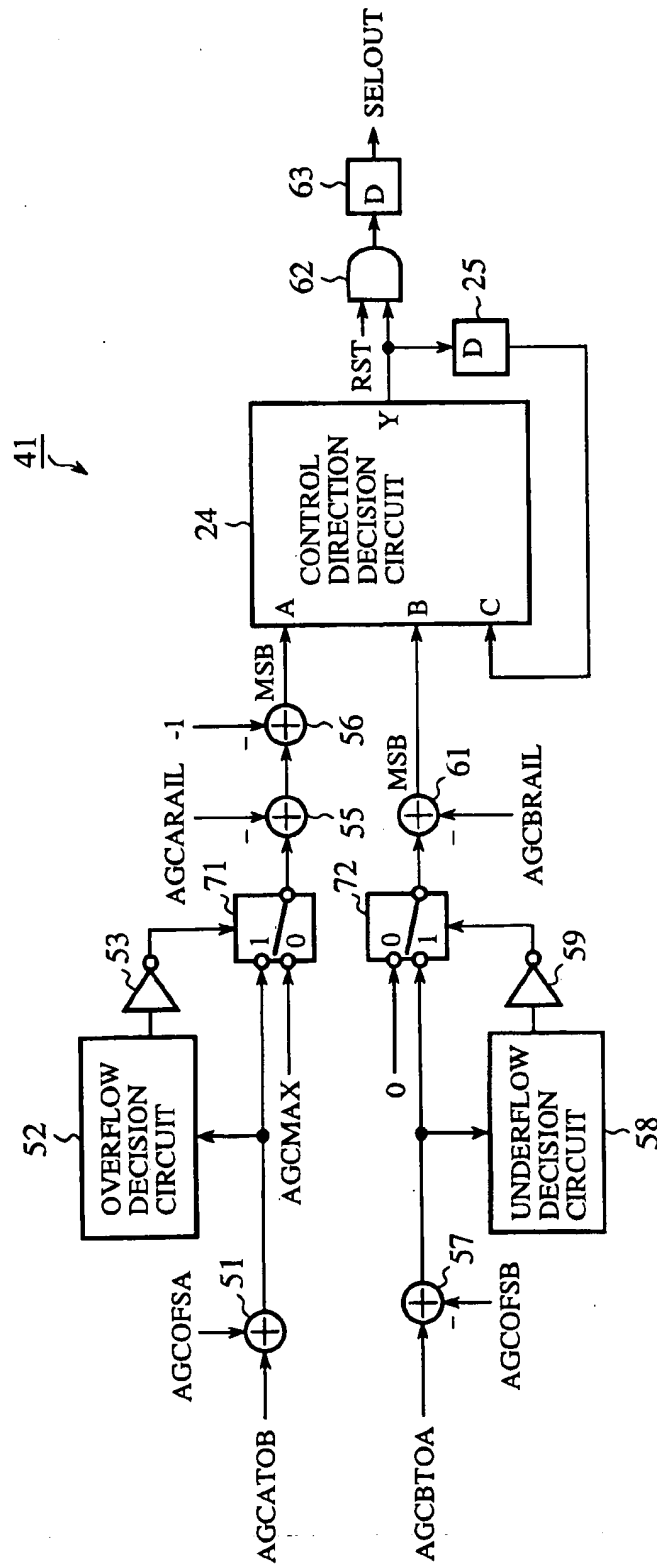 41
52
OVERFLOW
DECISION
CIRCUIT
53
AGCOFSA
51
AGCATOB
AGCMAX
1
0
71
AGCARAIL
−
55
-1
−
56
MSB
24
A
B
C
Y
CONTROL
DIRECTION
DECISION
CIRCUIT
RST
62
63
D
SELOUT
25
D
0
72
0
1
MSB
61
−
AGCBRAIL
AGCBTOA
57
−
AGCOFSB
UNDERFLOW
DECISION
CIRCUIT
58
59